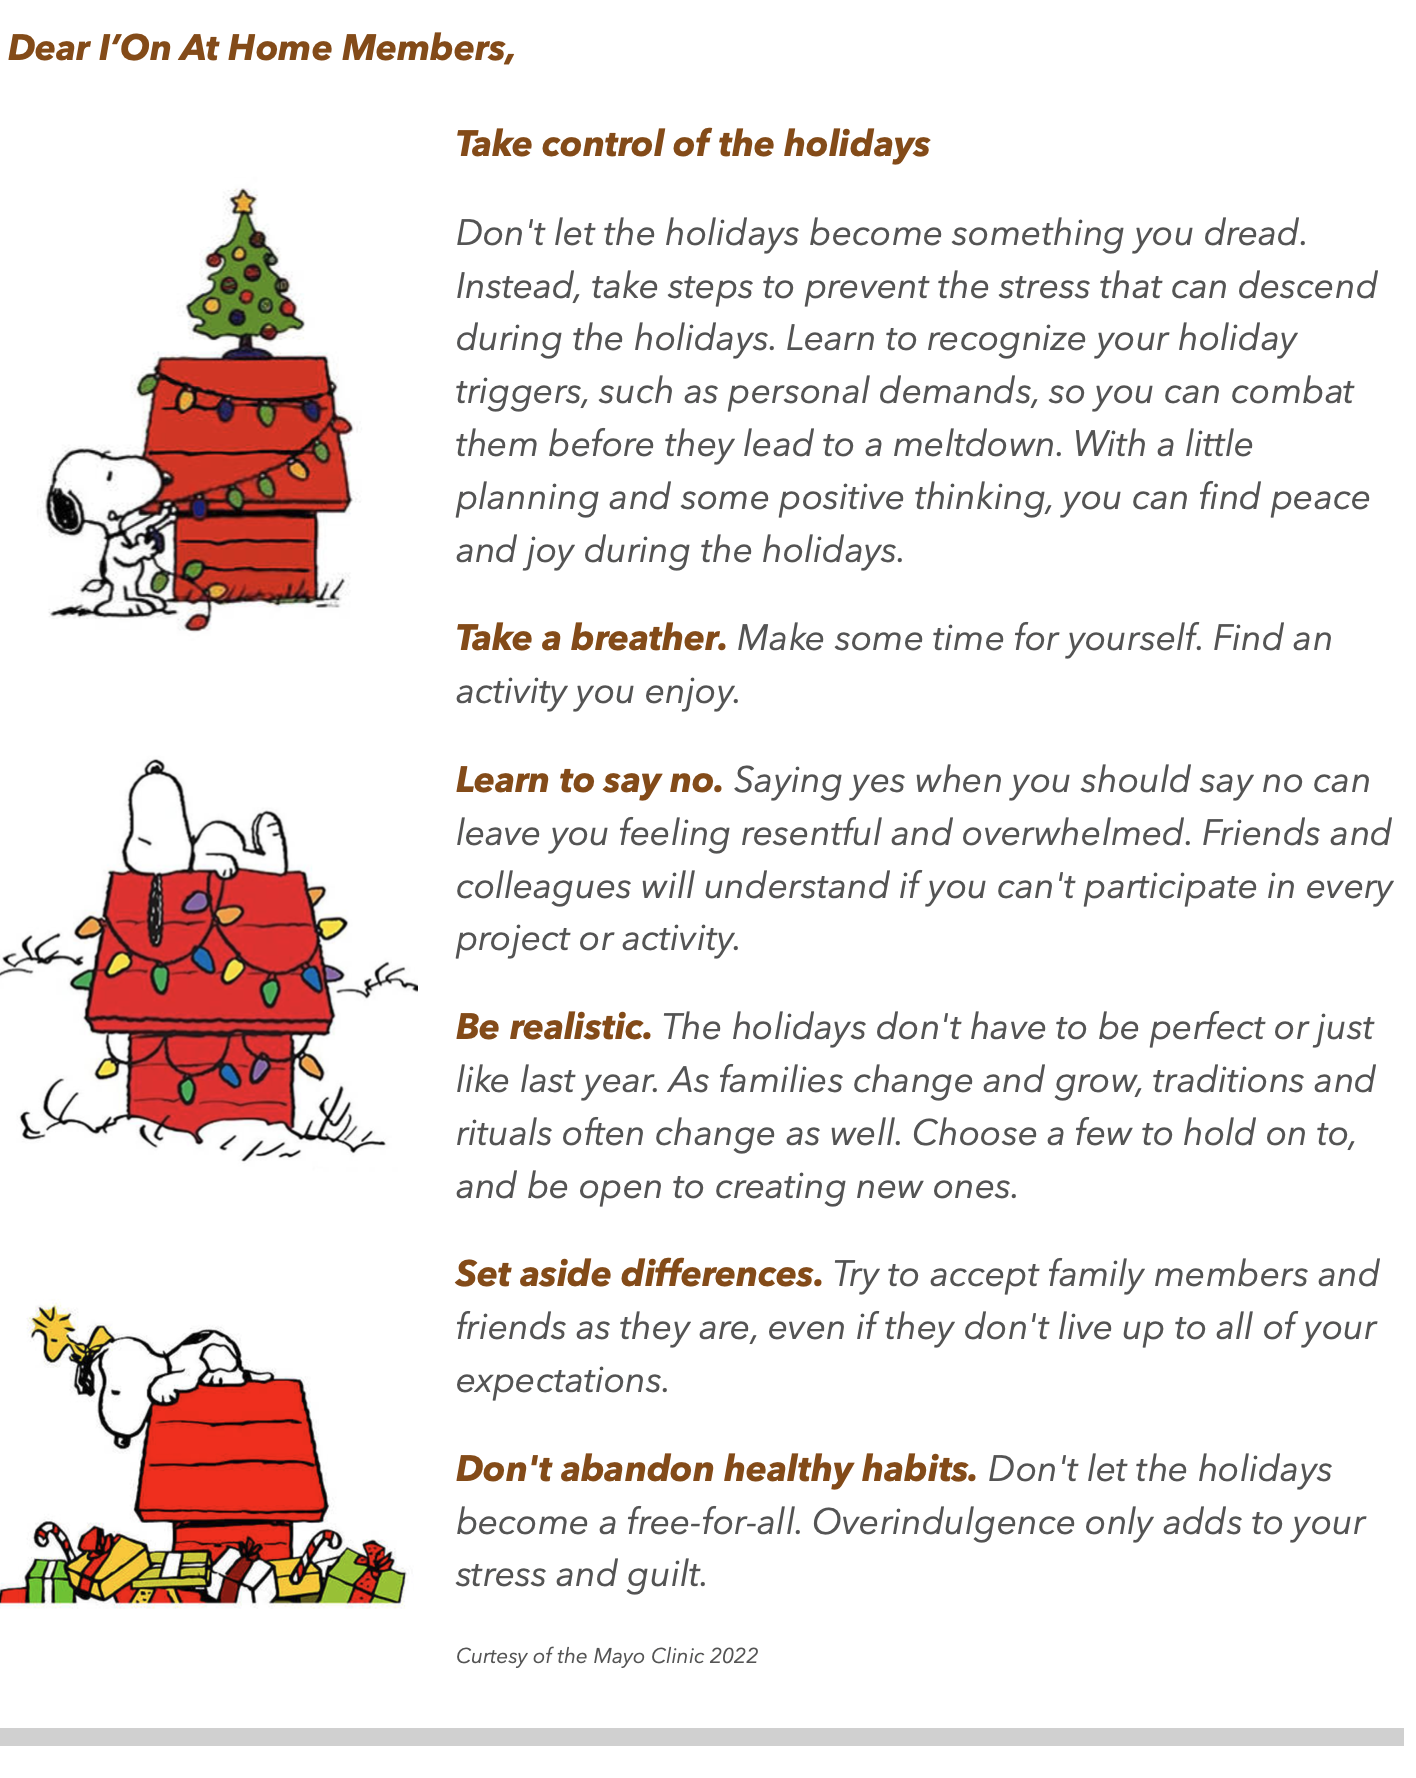 Dear I’On At Home Members,
Take control of the holidays
Don't let the holidays become something you dread.
Instead, take steps to prevent the stress that can descend
during the holidays. Learn to recognize your holiday
triggers, such as personal demands, so you can combat
them before they lead to a meltdown. With a little
planning and some positive thinking, you can find peace
and joy during the holidays.
Take a breather. Make some time for yourself. Find an
activity you enjoy.
Learn to say no. Saying yes when you should say no can
leave you feeling resentful and overwhelmed. Friends and
colleagues will understand if you can't participate in every
project or activity.
Be realistic. The holidays don't have to be perfect or just
like last year. As families change and grow, traditions and
rituals often change as well. Choose a few to hold on to,
and be open to creating new ones.
Set aside differences. Try to accept family members and
friends as they are, even if they don't live up to all of your
expectations.
Don't abandon healthy habits. Don't let the holidays
become a free-for-all. Overindulgence only adds to your
stress and guilt.
Curtesy of the Mayo Clinic 2022